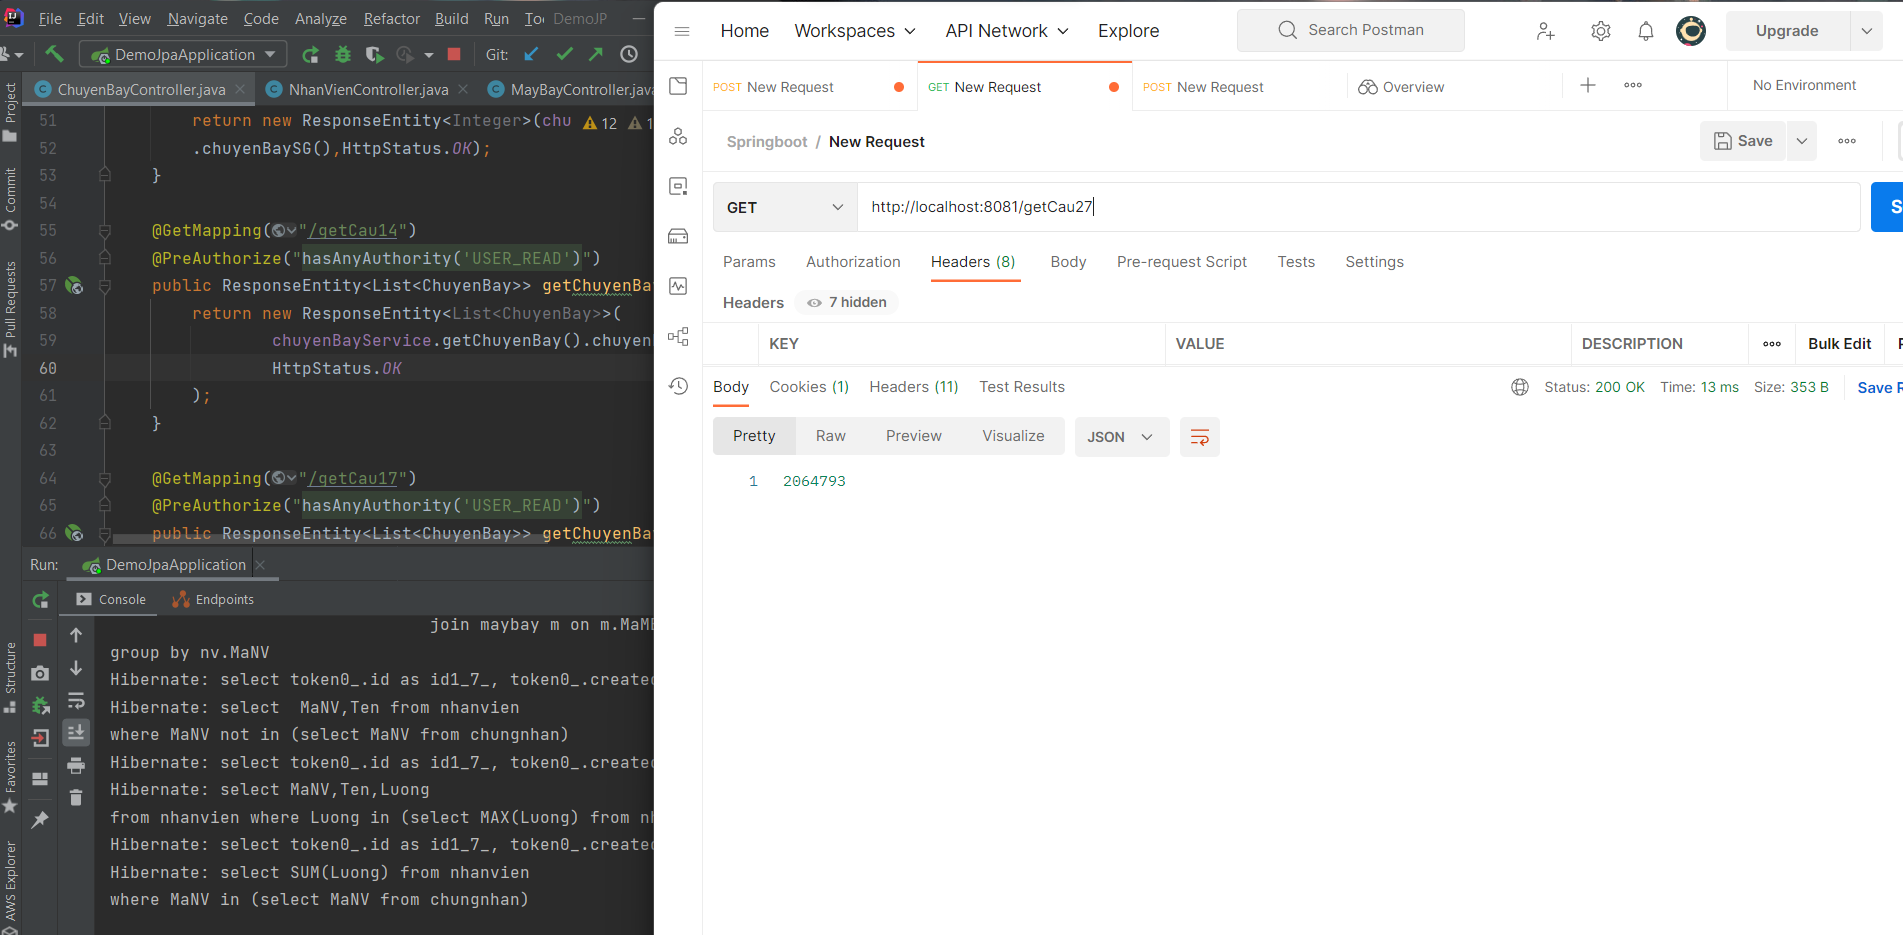 File Edit View Navigate Code Analyze Refactor Build Run DemoJP
DemoJpaApplication Git:
ChuyenBayController.java NhanVienController.java MayBayController.java
Project
Commit
Pull Requests
Structure
Favorites
AWS Explorer
51 return new ResponseEntity<Integer>(chu 12 1
52 .chuyenBaySG(),HttpStatus.OK);
53 }
54
55 @GetMapping("/getCau14")
56 @PreAuthorize("hasAnyAuthority('USER_READ')")
57 public ResponseEntity<List<ChuyenBay>> getChuyenBa
58 return new ResponseEntity<List<ChuyenBay>>(
59 chuyenBayService.getChuyenBay().chuyen
60 HttpStatus.OK
61 );
62 }
63
64 @GetMapping("/getCau17")
65 @PreAuthorize("hasAnyAuthority('USER_READ')")
66 public ResponseEntity<List<ChuyenBay>> getChuyenBa
Run: DemoJpaApplication
Console Endpoints
join maybay m on m.MaMB
group by nv.MaNV
Hibernate: select token0_.id as id1_7_, token0_.created
Hibernate: select  MaNV,Ten from nhanvien
where MaNV not in (select MaNV from chungnhan)
Hibernate: select token0_.id as id1_7_, token0_.created
Hibernate: select MaNV,Ten,Luong
from nhanvien where Luong in (select MAX(Luong) from nh
Hibernate: select token0_.id as id1_7_, token0_.created
Hibernate: select SUM(Luong) from nhanvien
where MaNV in (select MaNV from chungnhan)
Home Workspaces API Network Explore Search Postman Upgrade
POST New Request GET New Request POST New Request Overview No Environment
Springboot / New Request Save
GET http://localhost:8081/getCau27 S
Params Authorization Headers (8) Body Pre-request Script Tests Settings
Headers 7 hidden
KEY VALUE DESCRIPTION Bulk Edit P
Body Cookies (1) Headers (11) Test Results Status: 200 OK Time: 13 ms Size: 353 B Save R
Pretty Raw Preview Visualize JSON
1 2064793